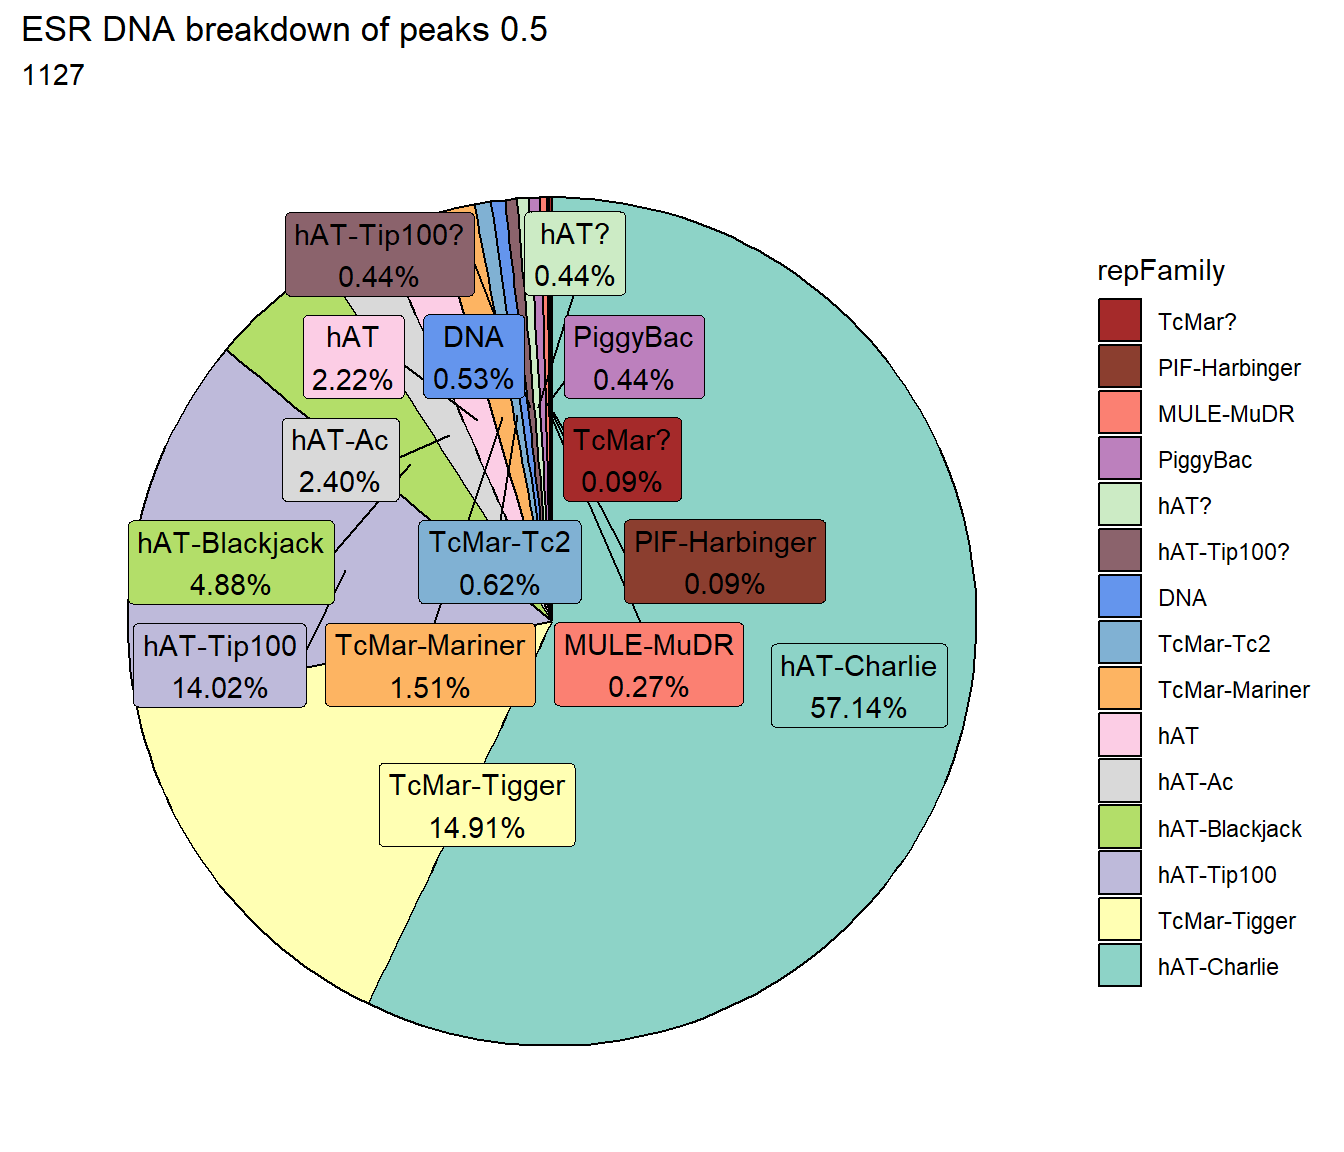 ESR DNA breakdown of peaks 0.5
1127
hAT-Tip100?
0.44%
hAT?
0.44%
hAT
2.22%
DNA
0.53%
PiggyBac
0.44%
hAT-Ac
2.40%
TcMar?
0.09%
hAT-Blackjack
4.88%
TcMar-Tc2
0.62%
PIF-Harbinger
0.09%
hAT-Tip100
14.02%
TcMar-Mariner
1.51%
MULE-MuDR
0.27%
hAT-Charlie
57.14%
TcMar-Tigger
14.91%
repFamily
TcMar?
PIF-Harbinger
MULE-MuDR
PiggyBac
hAT?
hAT-Tip100?
DNA
TcMar-Tc2
TcMar-Mariner
hAT
hAT-Ac
hAT-Blackjack
hAT-Tip100
TcMar-Tigger
hAT-Charlie